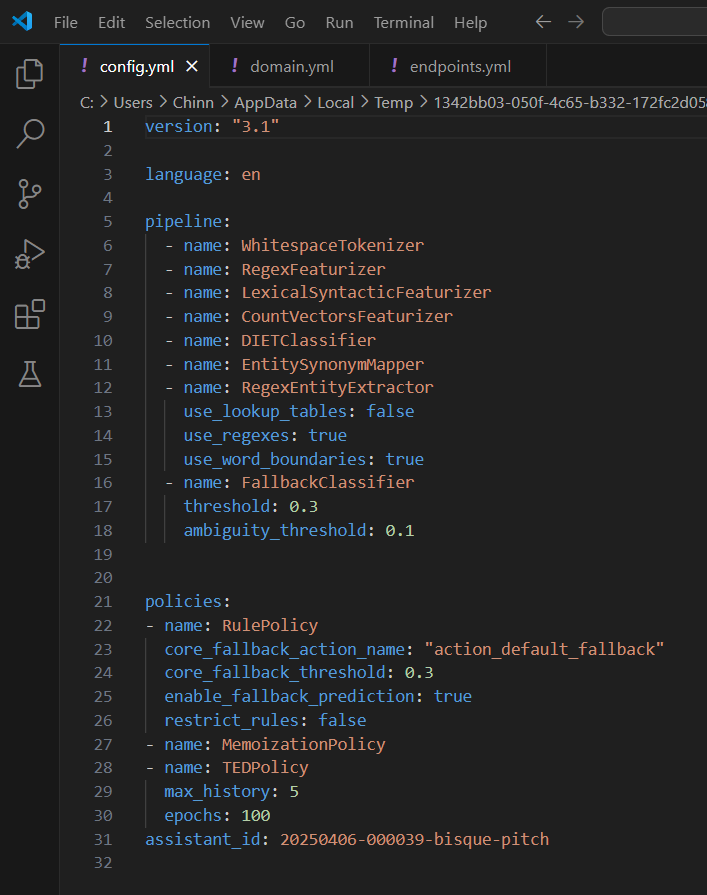 File Edit Selection View Go Run Terminal Help
! config.yml ! domain.yml ! endpoints.yml
C: > Users > Chinn > AppData > Local > Temp > 1342bb03-050f-4c65-b332-172fc2d05
1 version: "3.1"
2
3 language: en
4
5 pipeline:
6   - name: WhitespaceTokenizer
7   - name: RegexFeaturizer
8   - name: LexicalSyntacticFeaturizer
9   - name: CountVectorsFeaturizer
10   - name: DIETClassifier
11   - name: EntitySynonymMapper
12   - name: RegexEntityExtractor
13     use_lookup_tables: false
14     use_regexes: true
15     use_word_boundaries: true
16   - name: FallbackClassifier
17     threshold: 0.3
18     ambiguity_threshold: 0.1
19
20
21 policies:
22 - name: RulePolicy
23   core_fallback_action_name: "action_default_fallback"
24   core_fallback_threshold: 0.3
25   enable_fallback_prediction: true
26   restrict_rules: false
27 - name: MemoizationPolicy
28 - name: TEDPolicy
29   max_history: 5
30   epochs: 100
31 assistant_id: 20250406-000039-bisque-pitch
32